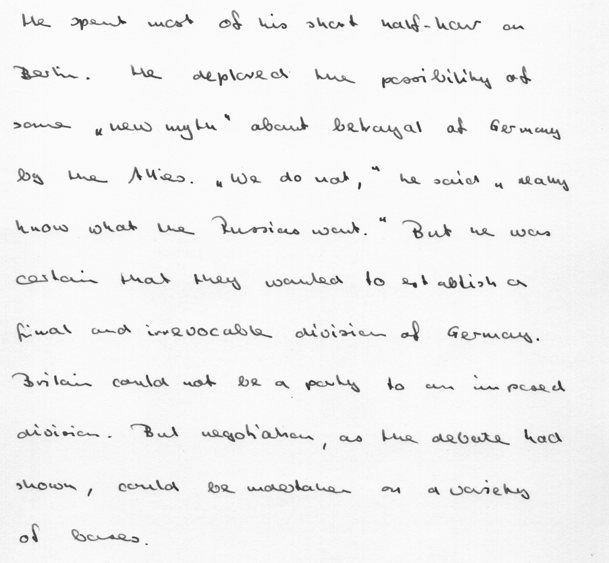 He spent most of his short half-hour on
Berlin. He deplored the possibility of
some „new myth“ about betrayal of Germany
by the Allies. „We do not,“ he said „really
know what the Russians want.“ But he was
certain that they wanted to establish a
final and irrevocable division of Germany.
Britain could not be a party to an imposed
division. But negotiation, as the debate had
shown, could be undertaken on a variety
of bases.